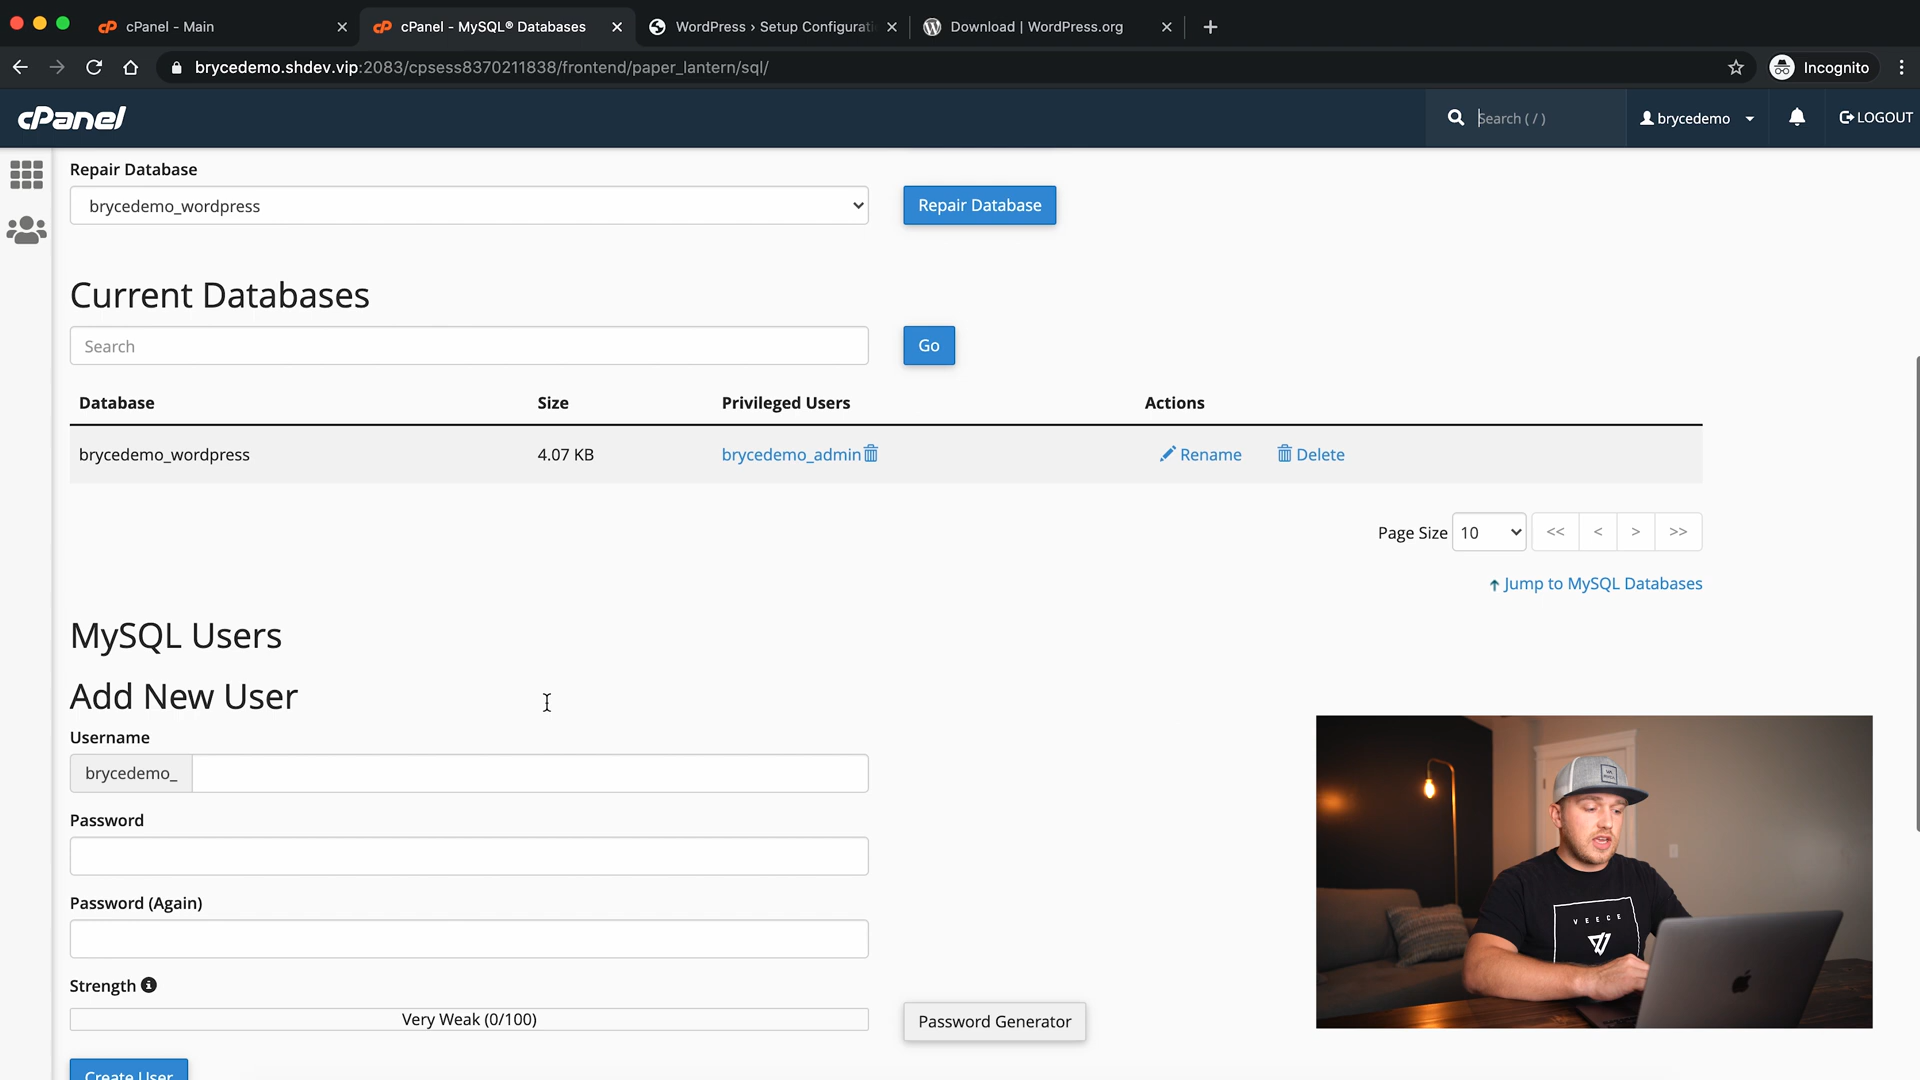 cPanel - Main
cPanel - MySQL® Databases
WordPress › Setup Configurati
Download | WordPress.org
brycedemo.shdev.vip:2083/cpsess8370211838/frontend/paper_lantern/sql/
Incognito
cPanel
Search ( / )
brycedemo
LOGOUT
Repair Database
brycedemo_wordpress
Repair Database
Current Databases
Search
Go
Database Size Privileged Users Actions
brycedemo_wordpress 4.07 KB brycedemo_admin Rename Delete
Page Size 10 << < > >>
Jump to MySQL Databases
MySQL Users
Add New User
Username
brycedemo_
Password
Password (Again)
Strength
Very Weak (0/100)
Password Generator
Create User
VEECE